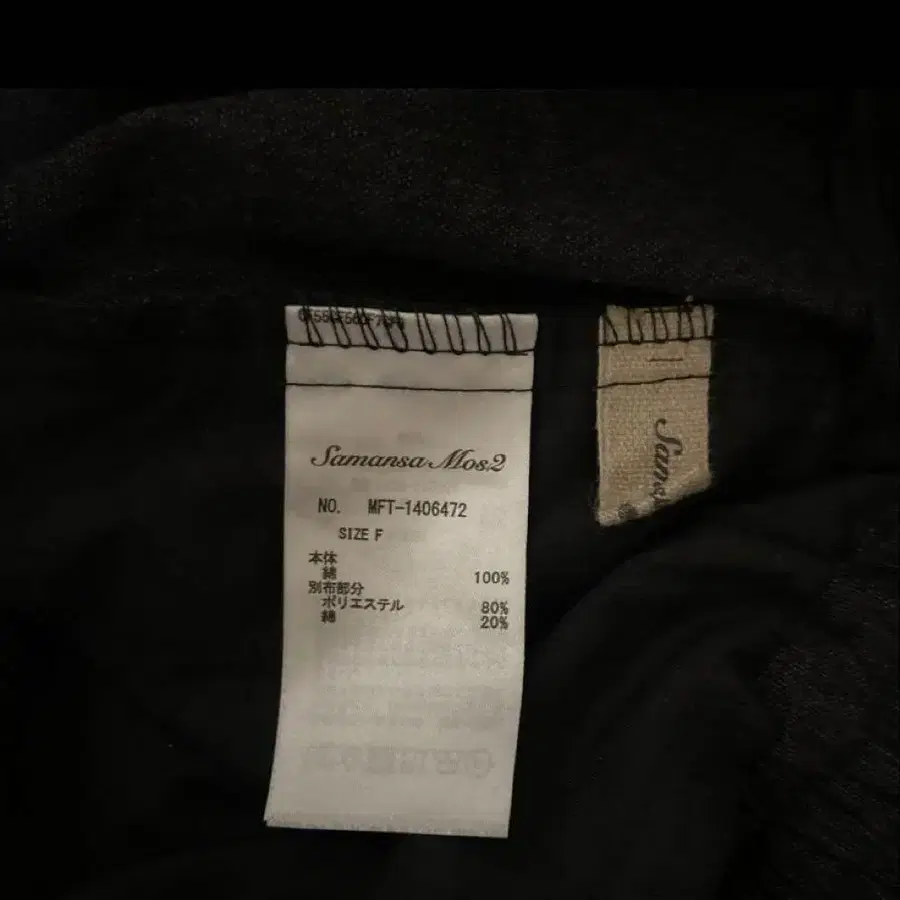 Samansa Mos2
NO. MFT-1406472
SIZE F
本体
綿 100%
別布部分
ポリエステル 80%
綿 20%